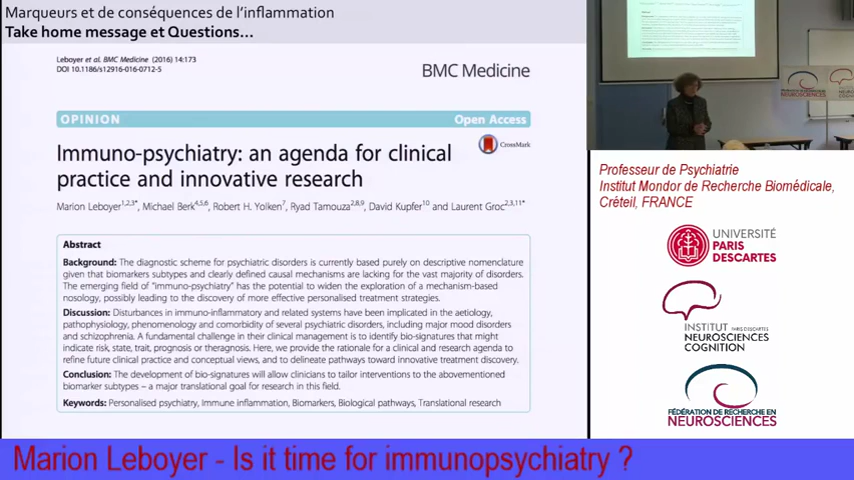 Marqueurs et de conséquences de l'inflammation
Take home message et Questions...
Leboyer et al. BMC Medicine (2016) 14:173
DOI 10.1186/s12916-016-0712-5
BMC Medicine
OPINION
Open Access
CrossMark
Immuno-psychiatry: an agenda for clinical
practice and innovative research
Marion Leboyer1,2,3*, Michael Berk4,5,6, Robert H. Yolken7, Ryad Tamouza2,8,9, David Kupfer10 and Laurent Groc2,3,11*
Abstract
Background: The diagnostic scheme for psychiatric disorders is currently based purely on descriptive nomenclature
given that biomarkers subtypes and clearly defined causal mechanisms are lacking for the vast majority of disorders.
The emerging field of "immuno-psychiatry" has the potential to widen the exploration of a mechanism-based
nosology, possibly leading to the discovery of more effective personalised treatment strategies.
Discussion: Disturbances in immuno-inflammatory and related systems have been implicated in the aetiology,
pathophysiology, phenomenology and comorbidity of several psychiatric disorders, including major mood disorders
and schizophrenia. A fundamental challenge in their clinical management is to identify bio-signatures that might
indicate risk, state, trait, prognosis or theragnosis. Here, we provide the rationale for a clinical and research agenda to
refine future clinical practice and conceptual views, and to delineate pathways toward innovative treatment discovery.
Conclusion: The development of bio-signatures will allow clinicians to tailor interventions to the abovementioned
biomarker subtypes – a major translational goal for research in this field.
Keywords: Personalised psychiatry, Immune inflammation, Biomarkers, Biological pathways, Translational research
NEUROSCIENCES
Professeur de Psychiatrie
Institut Mondor de Recherche Biomédicale,
Créteil, FRANCE
UNIVERSITÉ
PARIS
DESCARTES
INSTITUT PARIS DESCARTES
NEUROSCIENCES
COGNITION
FÉDÉRATION DE RECHERCHE EN
NEUROSCIENCES
Marion Leboyer - Is it time for immunopsychiatry ?